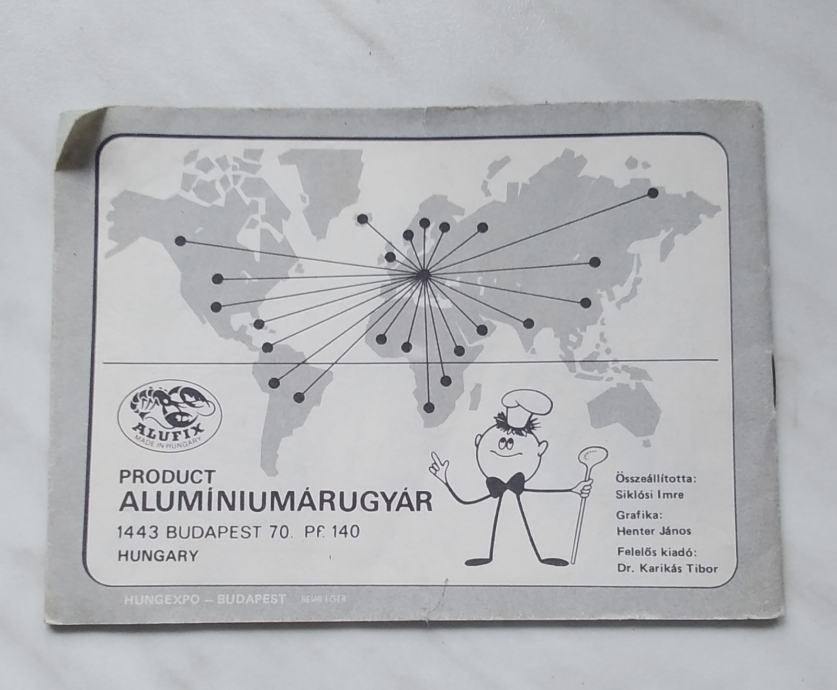 ALUFIX
MADE IN HUNGARY
PRODUCT
ALUMÍNIUMÁRUGYÁR
1443 BUDAPEST 70. Pf. 140
HUNGARY
Összeállította:
Siklósi Imre
Grafika:
Henter János
Felelős kiadó:
Dr. Karikás Tibor
HUNGEXPO – BUDAPEST